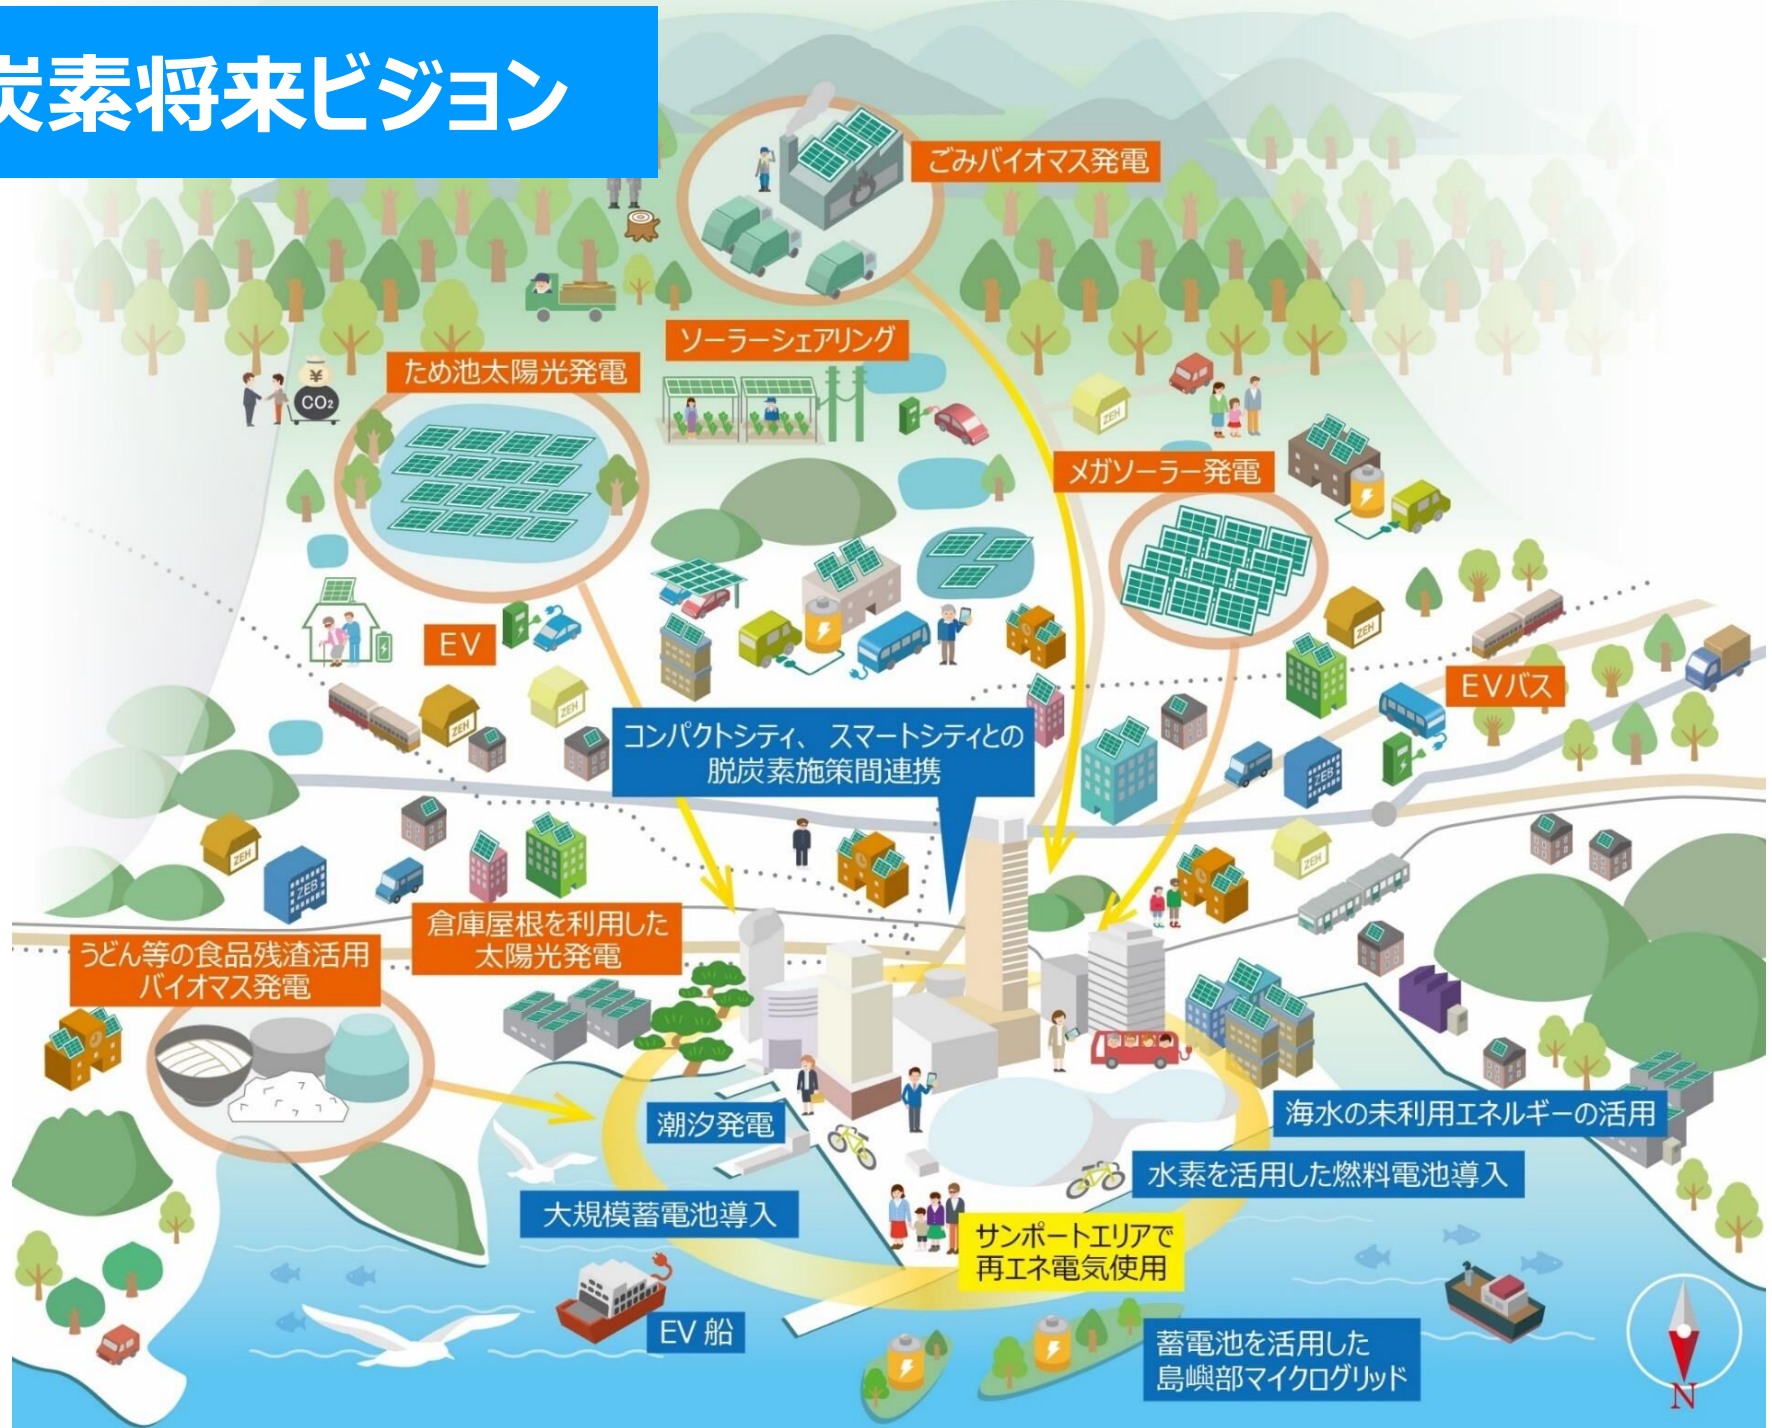 炭素将来ビジョン
ごみバイオマス発電
ソーラーシェアリング
ため池太陽光発電
¥
CO₂
ZEH
メガソーラー発電
EV
ZEH
ZEH
ZEH
EVバス
コンパクトシティ、スマートシティとの
脱炭素施策間連携
ZEB
ZEH
ZEB
ZEH
倉庫屋根を利用した
太陽光発電
うどん等の食品残渣活用
バイオマス発電
潮汐発電
海水の未利用エネルギーの活用
水素を活用した燃料電池導入
大規模蓄電池導入
サンポートエリアで
再エネ電気使用
EV 船
蓄電池を活用した
島嶼部マイクログリッド
N